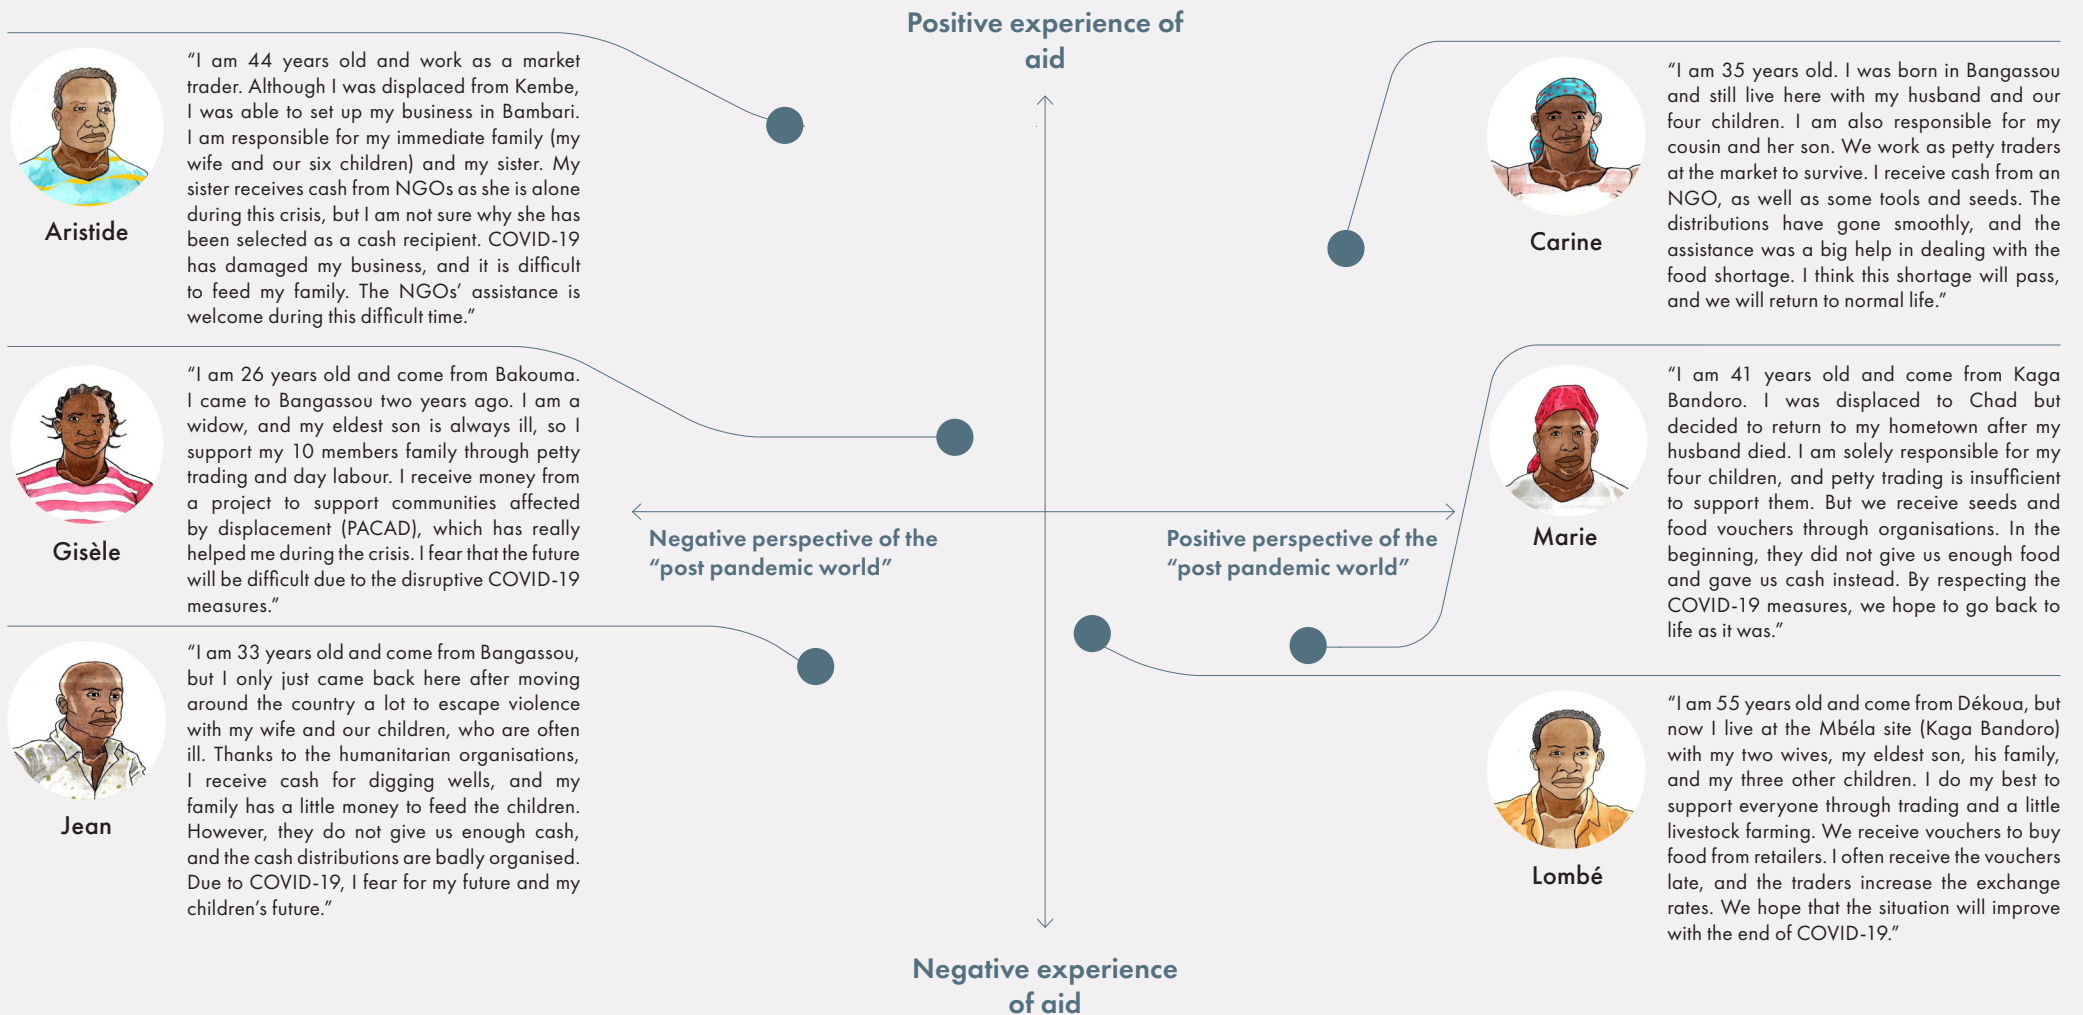 Positive experience of
aid
“I am 44 years old and work as a market
trader. Although I was displaced from Kembe,
I was able to set up my business in Bambari.
I am responsible for my immediate family (my
wife and our six children) and my sister. My
sister receives cash from NGOs as she is alone
during this crisis, but I am not sure why she has
been selected as a cash recipient. COVID-19
has damaged my business, and it is difficult
to feed my family. The NGOs’ assistance is
welcome during this difficult time.”
Aristide
“I am 26 years old and come from Bakouma.
I came to Bangassou two years ago. I am a
widow, and my eldest son is always ill, so I
support my 10 members family through petty
trading and day labour. I receive money from
a project to support communities affected
by displacement (PACAD), which has really
helped me during the crisis. I fear that the future
will be difficult due to the disruptive COVID-19
measures.”
Gisèle
“I am 33 years old and come from Bangassou,
but I only just came back here after moving
around the country a lot to escape violence
with my wife and our children, who are often
ill. Thanks to the humanitarian organisations,
I receive cash for digging wells, and my
family has a little money to feed the children.
However, they do not give us enough cash,
and the cash distributions are badly organised.
Due to COVID-19, I fear for my future and my
children’s future.”
Jean
Negative perspective of the
“post pandemic world”
Positive perspective of the
“post pandemic world”
“I am 35 years old. I was born in Bangassou
and still live here with my husband and our
four children. I am also responsible for my
cousin and her son. We work as petty traders
at the market to survive. I receive cash from an
NGO, as well as some tools and seeds. The
distributions have gone smoothly, and the
assistance was a big help in dealing with the
food shortage. I think this shortage will pass,
and we will return to normal life.”
Carine
“I am 41 years old and come from Kaga
Bandoro. I was displaced to Chad but
decided to return to my hometown after my
husband died. I am solely responsible for my
four children, and petty trading is insufficient
to support them. But we receive seeds and
food vouchers through organisations. In the
beginning, they did not give us enough food
and gave us cash instead. By respecting the
COVID-19 measures, we hope to go back to
life as it was.”
Marie
“I am 55 years old and come from Dékoua, but
now I live at the Mbéla site (Kaga Bandoro)
with my two wives, my eldest son, his family,
and my three other children. I do my best to
support everyone through trading and a little
livestock farming. We receive vouchers to buy
food from retailers. I often receive the vouchers
late, and the traders increase the exchange
rates. We hope that the situation will improve
with the end of COVID-19.”
Lombé
Negative experience
of aid